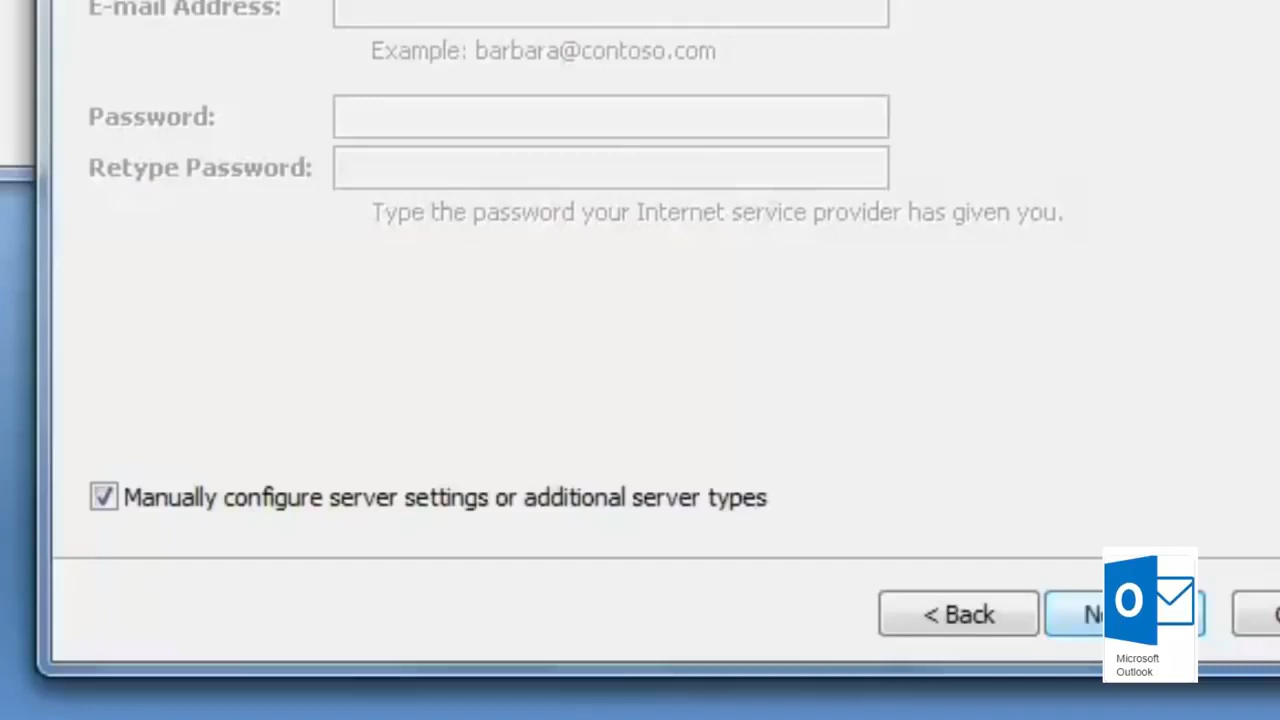 E-mail Address:
Example: barbara@contoso.com
Password:
Retype Password:
Type the password your Internet service provider has given you.
Manually configure server settings or additional server types
< Back
O
Microsoft
Outlook